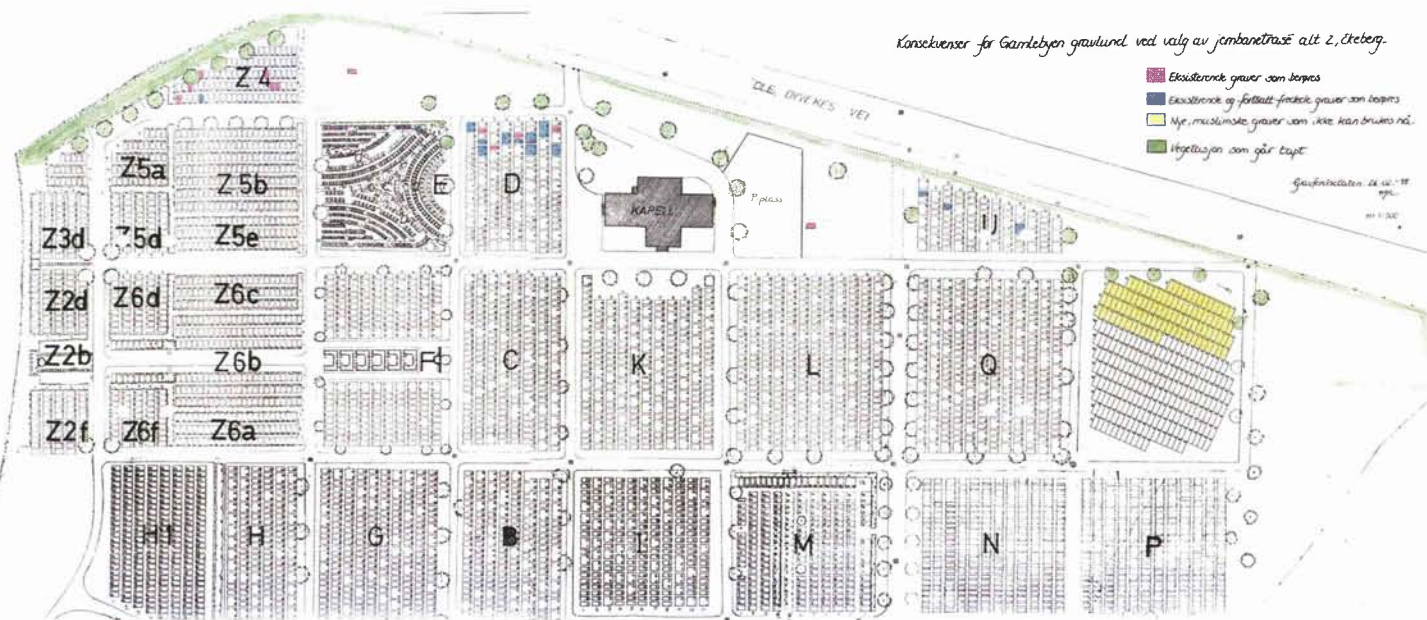 Konsekvenser for Gamlebyen gravlund ved valg av jernbanetrasé alt 2, Ekeberg.
Eksisterende graver som berøres
Eksisterende og fortsatt fredede graver som berøres
Nye, muslimske graver som ikke kan brukes nå.
Vegetasjon som går tapt
DLE BYVEKES VEI
Z 4
Z5a
Z 5b
E
D
KAPELL
P plass
IJ
Z3d
Z5d
Z5e
Z2d
Z6d
Z6c
Z2b
Z6b
F
C
K
L
Q
Z2f
Z6f
Z6a
H1
H
G
B
I
M
N
P